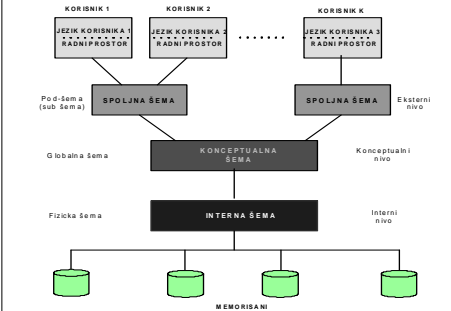 KORISNIK 1 KORISNIK 2 KORISNIK K
JEZIK KORISNIKA 1 JEZIK KORISNIKA 2 JEZIK KORISNIKA 3
RADNI PROSTOR RADNI PROSTOR RADNI PROSTOR
Pod-šema SPOLJNA ŠEMA SPOLJNA ŠEMA Eksterni
(sub šema) nivo
Globalna šema KONCEPTUALNA Konceptualni
ŠEMA nivo
Fizicka šema INTERNA ŠEMA Interni
nivo
MEMORISANI